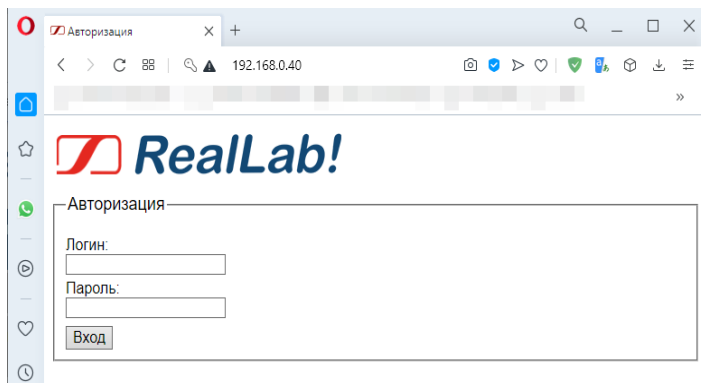 Авторизация
192.168.0.40
RealLab!
Авторизация
Логин:
Пароль:
Вход